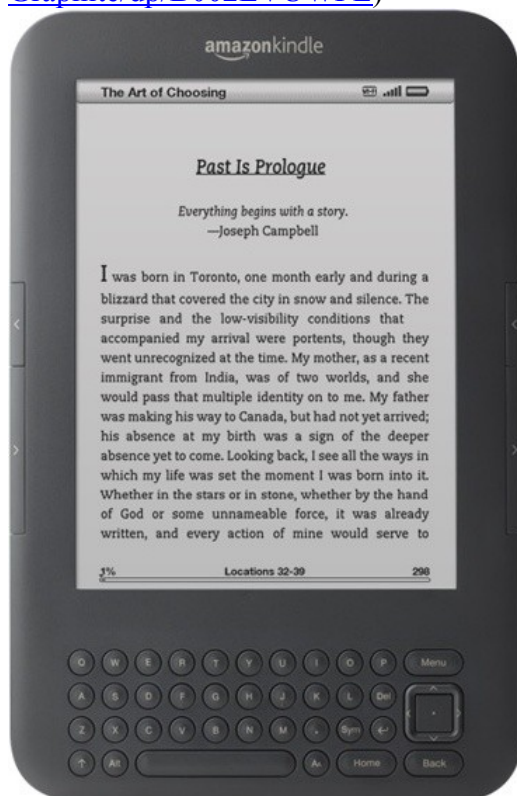 amazonkindle
The Art of Choosing
Past Is Prologue
Everything begins with a story.
—Joseph Campbell
I was born in Toronto, one month early and during a
blizzard that covered the city in snow and silence. The
surprise and the low-visibility conditions that
accompanied my arrival were portents, though they
went unrecognized at the time. My mother, as a recent
immigrant from India, was of two worlds, and she
would pass that multiple identity on to me. My father
was making his way to Canada, but had not yet arrived;
his absence at my birth was a sign of the deeper
absence yet to come. Looking back, I see all the ways in
which my life was set the moment I was born into it.
Whether in the stars or in stone, whether by the hand
of God or some unnameable force, it was already
written, and every action of mine would serve to
1% Locations 32-39 298
Q W E R T Y U I O P Menu
A S D F G H J K L Del
Z X C V B N M . Sym
Alt Aa Home Back